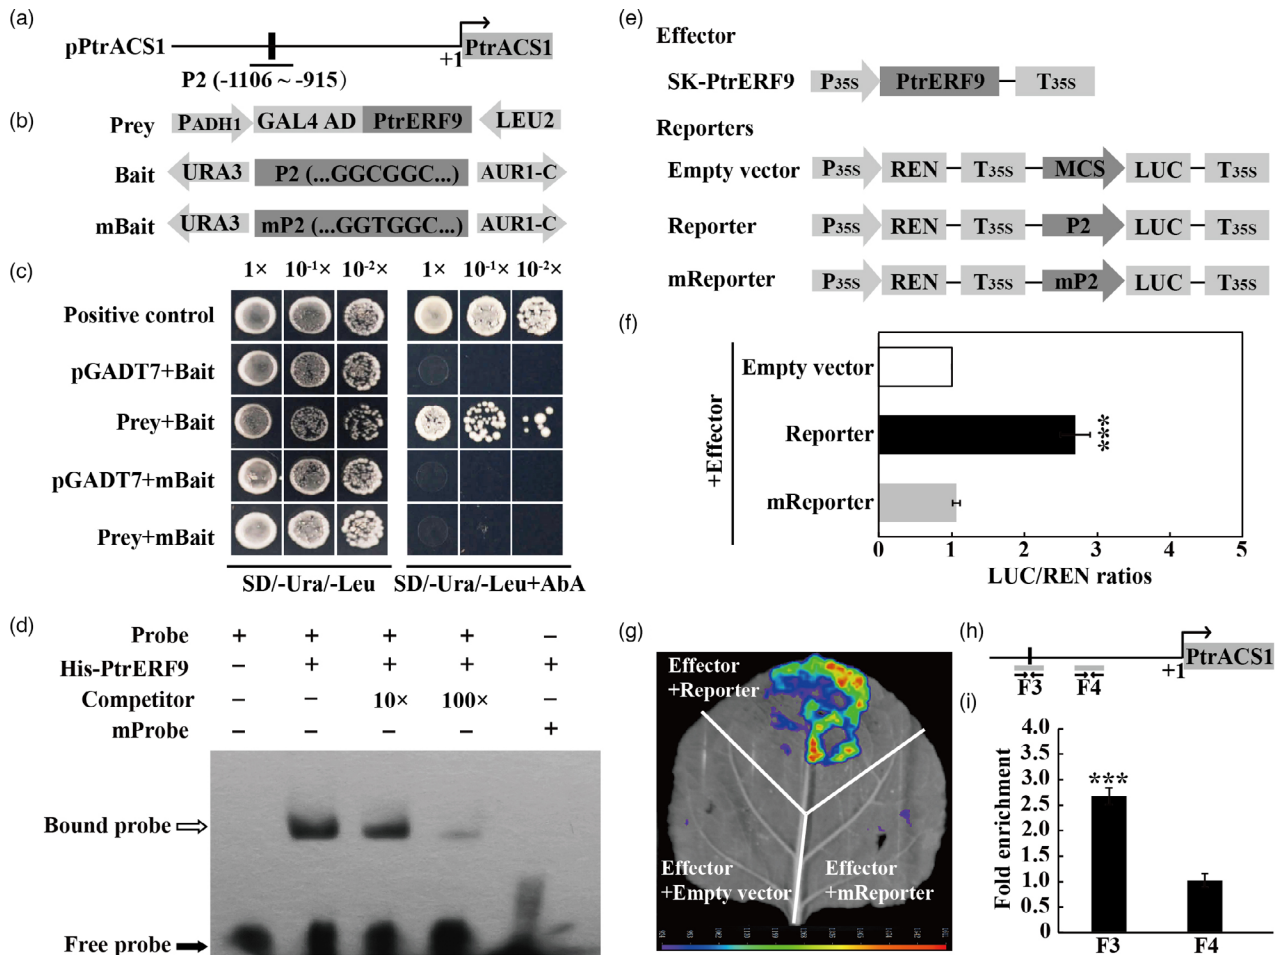 (a)
pPtrACS1
+1
PtrACS1
P2 (-1106 ~ -915)
(b)
Prey
PADH1
GAL4 AD
PtrERF9
LEU2
Bait
URA3
P2 (...GGCGGC...)
AUR1-C
mBait
URA3
mP2 (...GGTGGC...)
AUR1-C
(c)
1× 10⁻¹× 10⁻²× 1× 10⁻¹× 10⁻²×
Positive control
pGADT7+Bait
Prey+Bait
pGADT7+mBait
Prey+mBait
SD/-Ura/-Leu SD/-Ura/-Leu+AbA
(d)
Probe + + + + –
His-PtrERF9 – + + + +
Competitor – – 10× 100× –
mProbe – – – – +
Bound probe
Free probe
(e)
Effector
SK-PtrERF9 P35S PtrERF9 T35S
Reporters
Empty vector P35S REN T35S MCS LUC T35S
Reporter P35S REN T35S P2 LUC T35S
mReporter P35S REN T35S mP2 LUC T35S
(f)
+Effector
Empty vector
Reporter
***
mReporter
0 1 2 3 4 5
LUC/REN ratios
(g)
Effector
+Reporter
Effector
+Empty vector
Effector
+mReporter
(h)
+1
PtrACS1
F3 F4
(i)
Fold enrichment
4.0
3.5
3.0
2.5
2.0
1.5
1.0
0.5
0
***
F3 F4